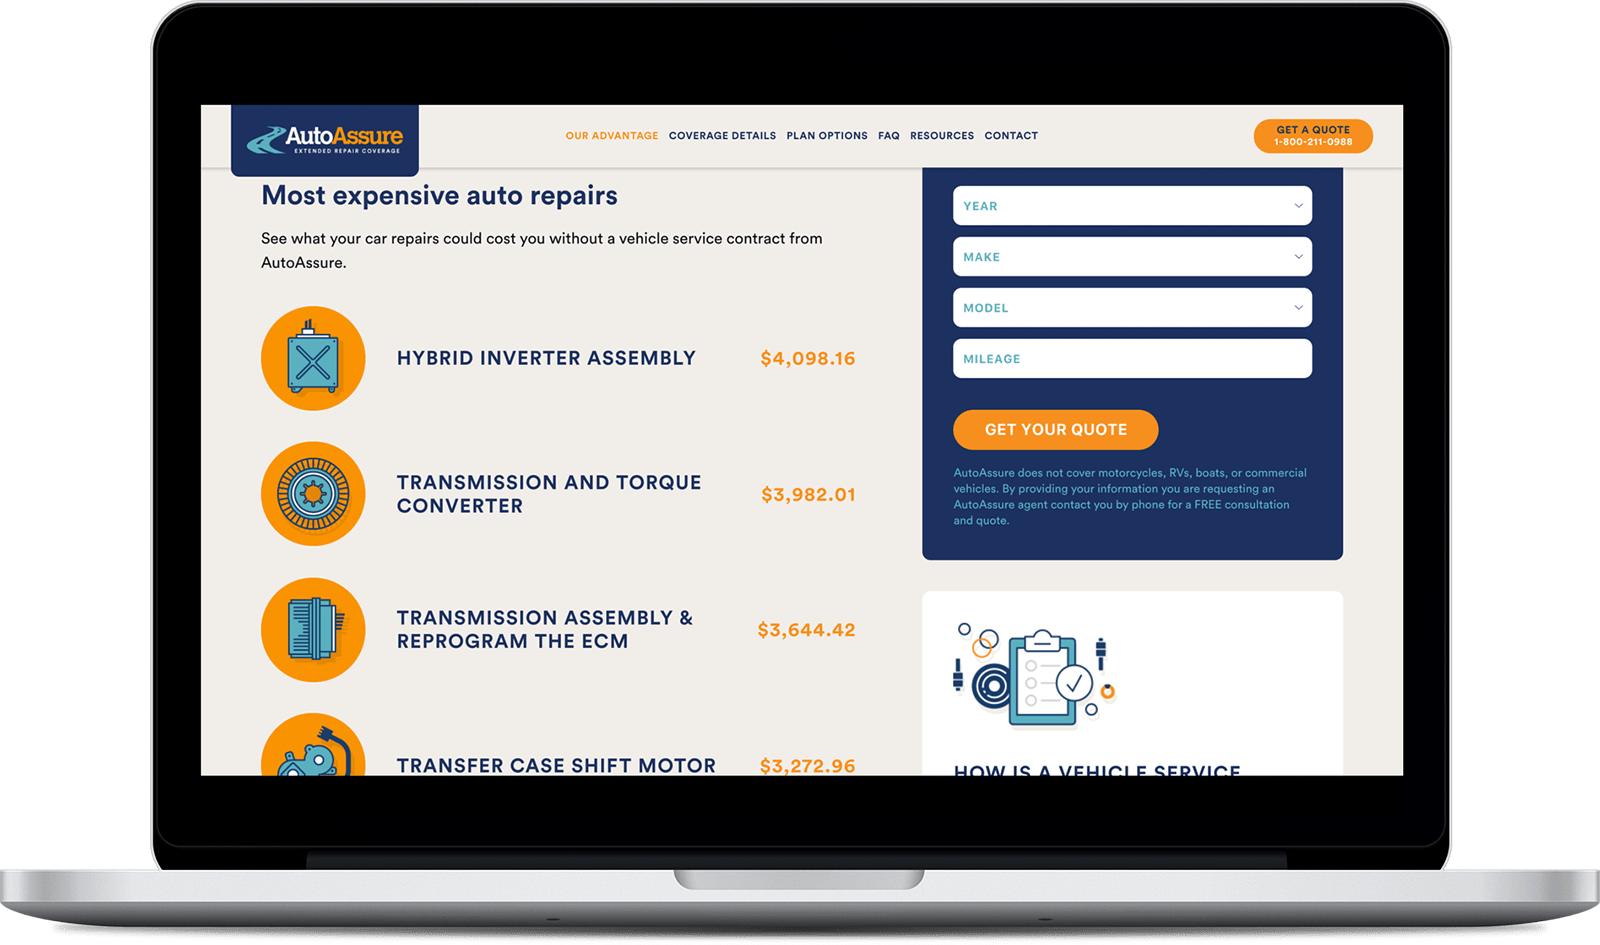 AutoAssure
EXTENDED REPAIR COVERAGE
OUR ADVANTAGE COVERAGE DETAILS PLAN OPTIONS FAQ RESOURCES CONTACT
GET A QUOTE
1-800-211-0988
Most expensive auto repairs
See what your car repairs could cost you without a vehicle service contract from
AutoAssure.
HYBRID INVERTER ASSEMBLY $4,098.16
TRANSMISSION AND TORQUE
CONVERTER
$3,982.01
TRANSMISSION ASSEMBLY &
REPROGRAM THE ECM
$3,644.42
TRANSFER CASE SHIFT MOTOR $3,272.96
YEAR
MAKE
MODEL
MILEAGE
GET YOUR QUOTE
AutoAssure does not cover motorcycles, RVs, boats, or commercial
vehicles. By providing your information you are requesting an
AutoAssure agent contact you by phone for a FREE consultation
and quote.
HOW IS A VEHICLE SERVICE